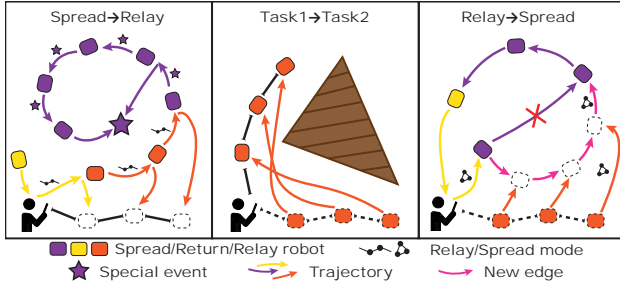 Spread→Relay
Task1→Task2
Relay→Spread
Spread/Return/Relay robot
Relay/Spread mode
Special event
Trajectory
New edge